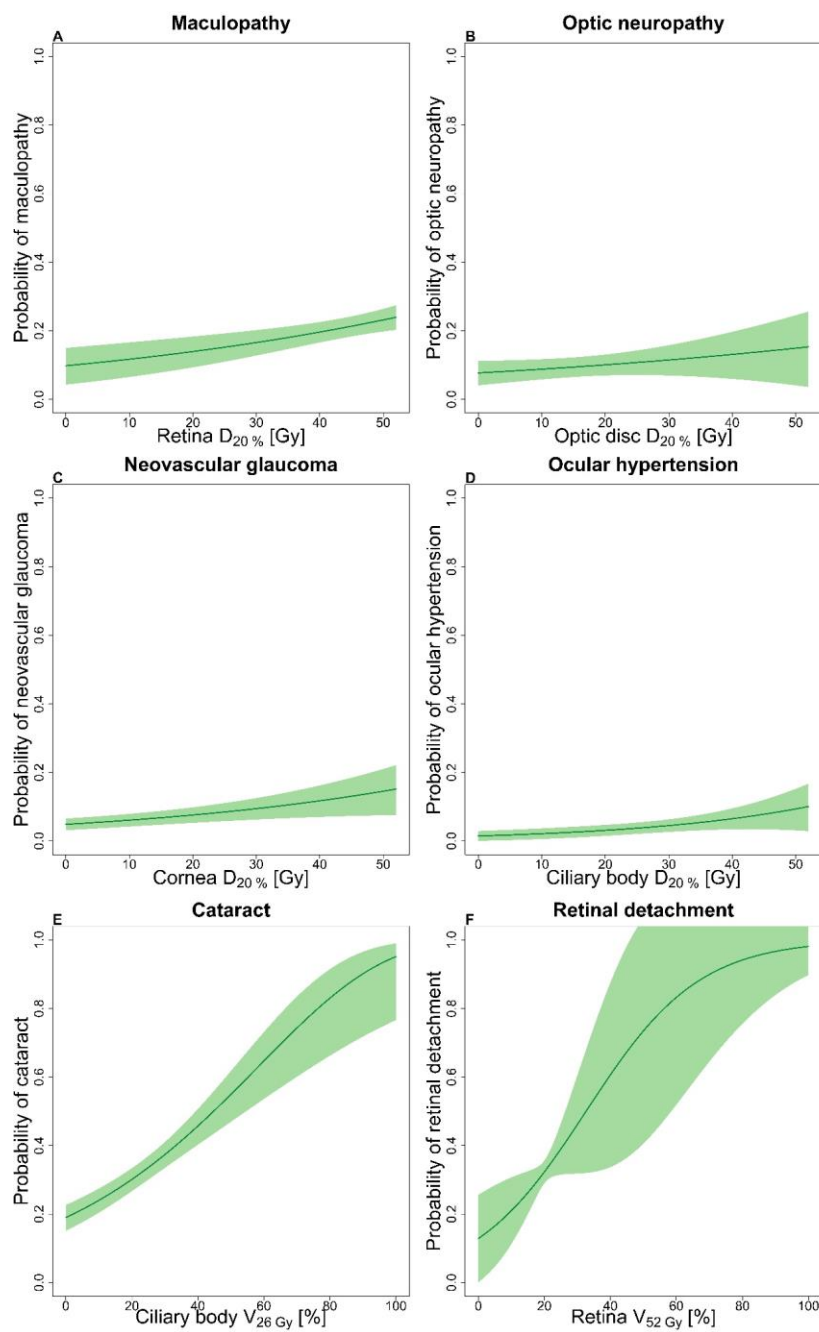 Maculopathy
A
Probability of maculopathy
1.0
0.8
0.6
0.4
0.2
0.0
0 10 20 30 40 50
Retina D20 % [Gy]
Optic neuropathy
B
Probability of optic neuropathy
1.0
0.8
0.6
0.4
0.2
0.0
0 10 20 30 40 50
Optic disc D20 % [Gy]
Neovascular glaucoma
C
Probability of neovascular glaucoma
1.0
0.8
0.6
0.4
0.2
0.0
0 10 20 30 40 50
Cornea D20 % [Gy]
Ocular hypertension
D
Probability of ocular hypertension
1.0
0.8
0.6
0.4
0.2
0.0
0 10 20 30 40 50
Ciliary body D20 % [Gy]
Cataract
E
Probability of cataract
1.0
0.8
0.6
0.4
0.2
0.0
0 20 40 60 80 100
Ciliary body V26 Gy [%]
Retinal detachment
F
Probability of retinal detachment
1.0
0.8
0.6
0.4
0.2
0.0
0 20 40 60 80 100
Retina V52 Gy [%]